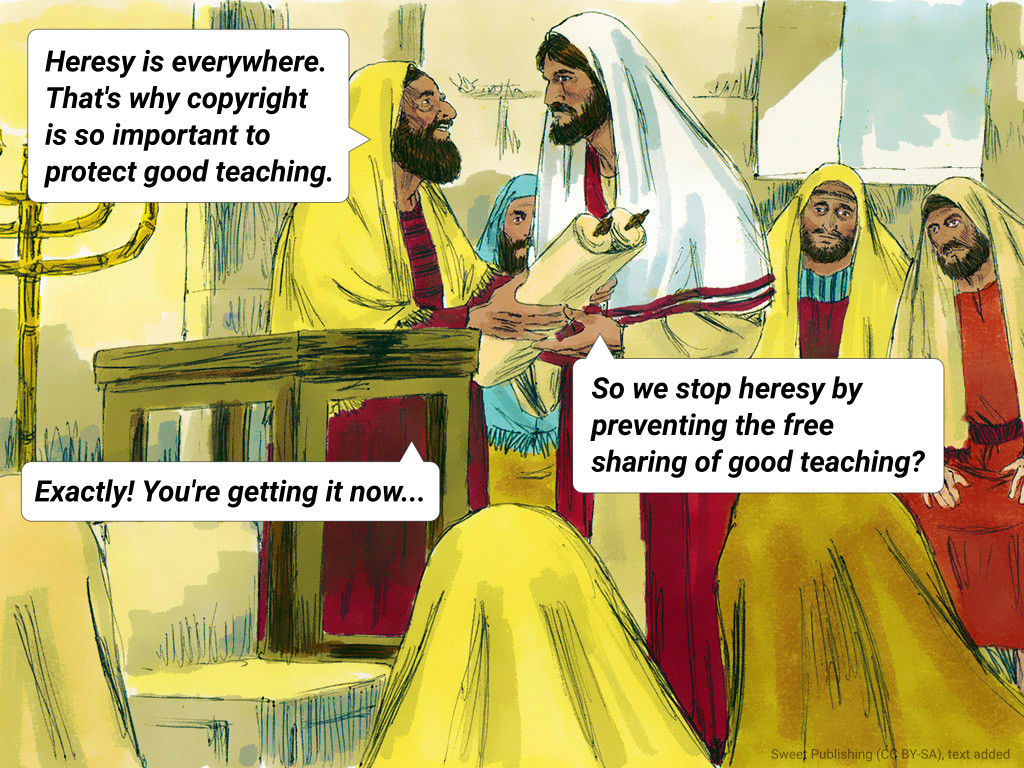 Heresy is everywhere.
That's why copyright
is so important to
protect good teaching.
So we stop heresy by
preventing the free
sharing of good teaching?
Exactly! You're getting it now...
Sweet Publishing (CC BY-SA), text added